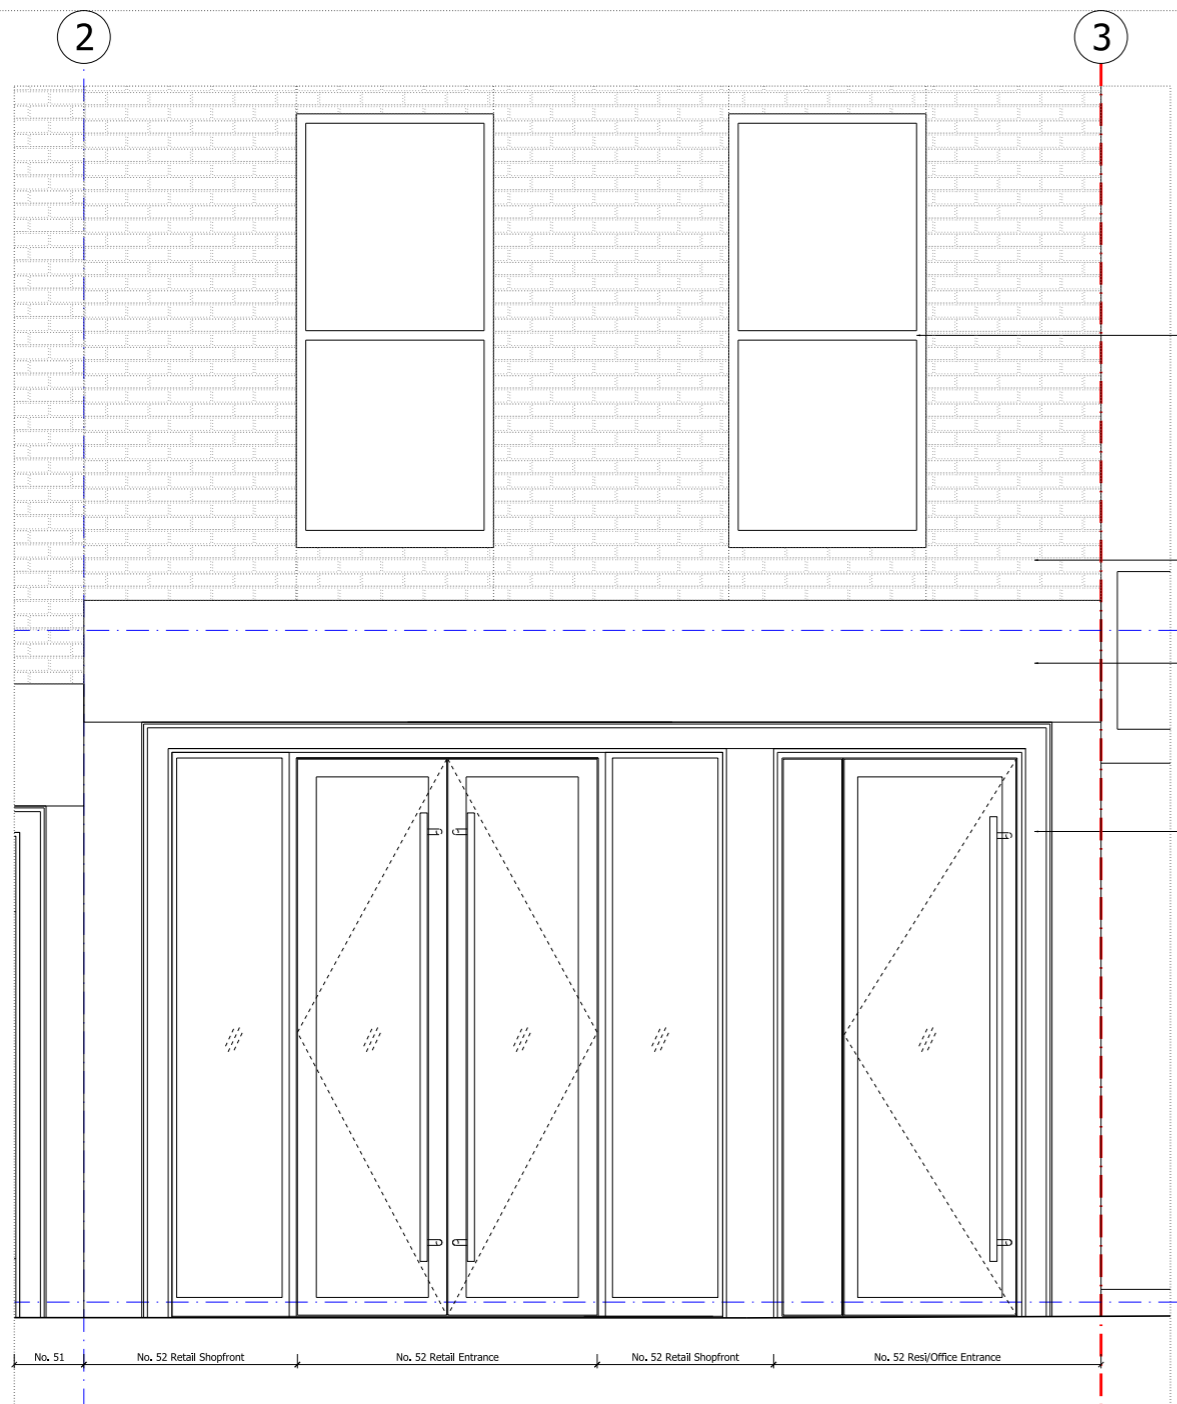 2
3
No. 51
No. 52 Retail Shopfront
No. 52 Retail Entrance
No. 52 Retail Shopfront
No. 52 Resi/Office Entrance